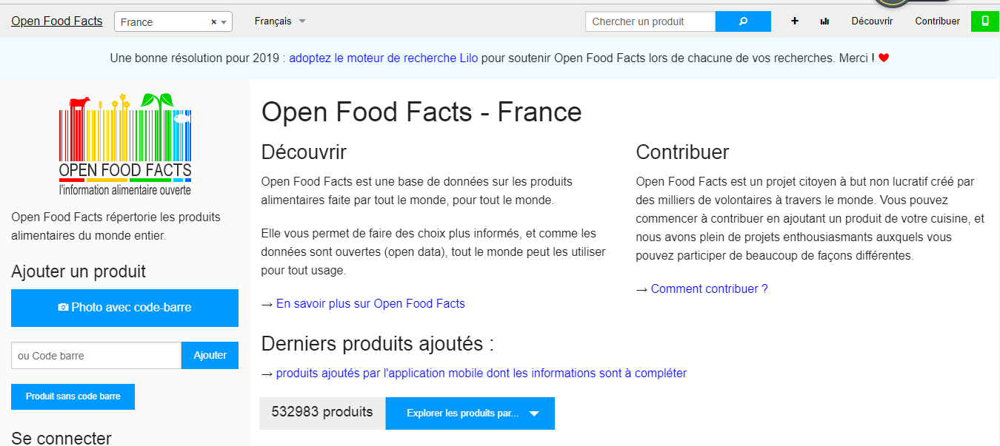 Open Food Facts
France
Français
Chercher un produit
Découvrir
Contribuer
Une bonne résolution pour 2019 : adoptez le moteur de recherche Lilo pour soutenir Open Food Facts lors de chacune de vos recherches. Merci !
OPEN FOOD FACTS
l'information alimentaire ouverte
Open Food Facts répertorie les produits
alimentaires du monde entier.
Ajouter un produit
Photo avec code-barre
ou Code barre
Ajouter
Produit sans code barre
Se connecter
Open Food Facts - France
Découvrir
Open Food Facts est une base de données sur les produits
alimentaires faite par tout le monde, pour tout le monde.
Elle vous permet de faire des choix plus informés, et comme les
données sont ouvertes (open data), tout le monde peut les utiliser
pour tout usage.
→ En savoir plus sur Open Food Facts
Contribuer
Open Food Facts est un projet citoyen à but non lucratif créé par
des milliers de volontaires à travers le monde. Vous pouvez
commencer à contribuer en ajoutant un produit de votre cuisine, et
nous avons plein de projets enthousiasmants auxquels vous
pouvez participer de beaucoup de façons différentes.
→ Comment contribuer ?
Derniers produits ajoutés :
→ produits ajoutés par l'application mobile dont les informations sont à compléter
532983 produits
Explorer les produits par...